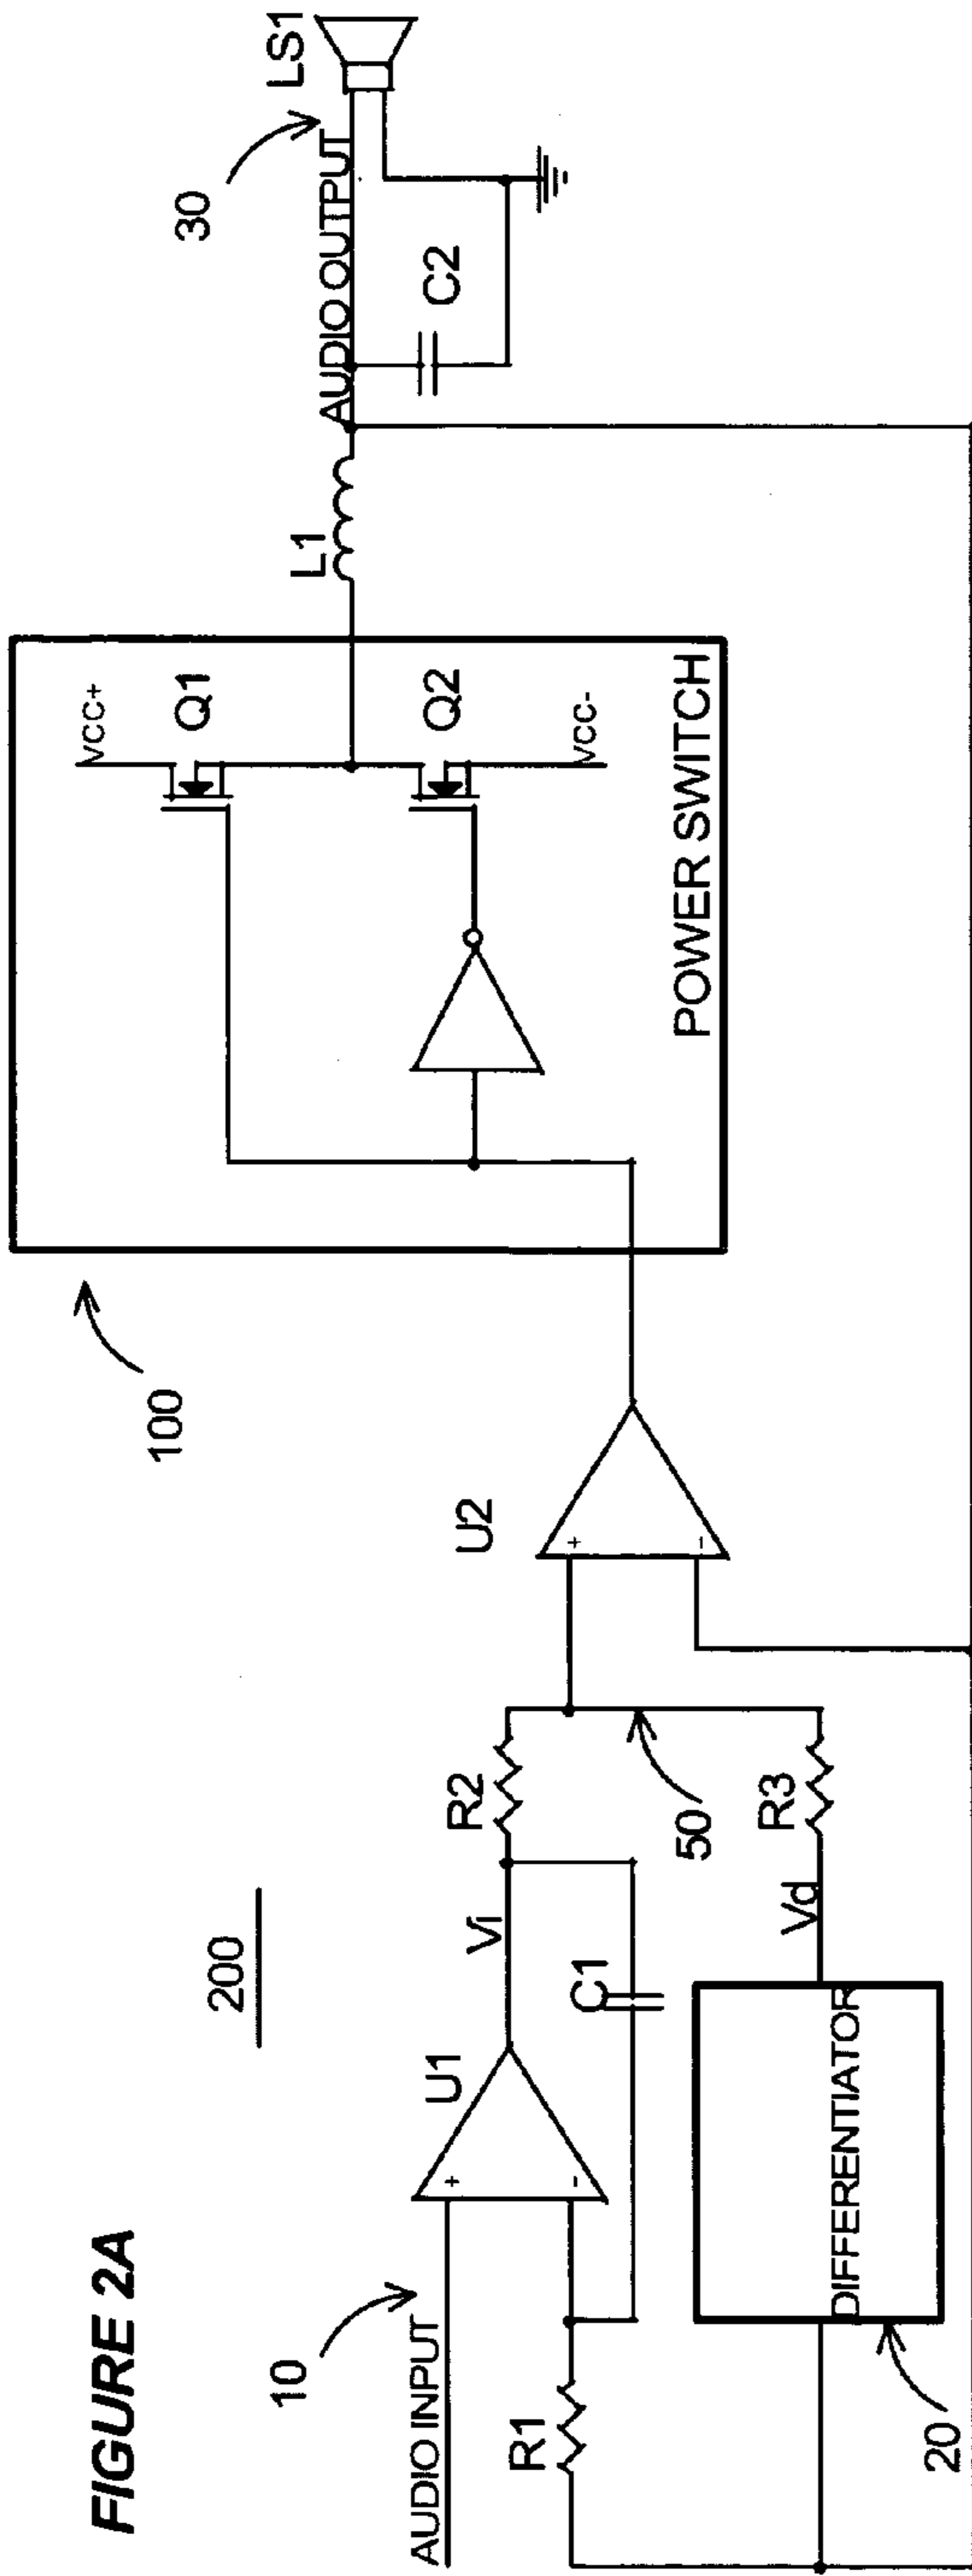 FIGURE 2A
200
100
30
LS1
AUDIO OUTPUT
C2
L1
VCC+
Q1
Q2
VCC-
POWER SWITCH
U2
+
-
10
AUDIO INPUT
U1
+
-
Vi
R2
C1
R1
50
R3
Vd
DIFFERENTIATOR
20